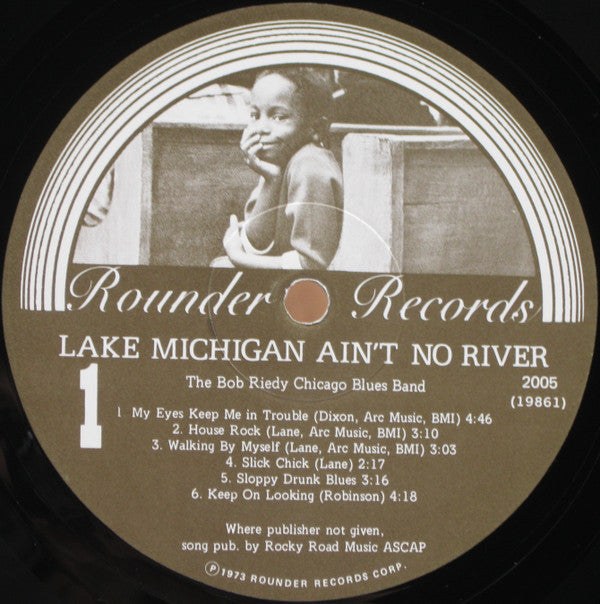 Rounder Records
LAKE MICHIGAN AIN'T NO RIVER
1
The Bob Riedy Chicago Blues Band
2005
(19861)
1 My Eyes Keep Me in Trouble (Dixon, Arc Music, BMI) 4:46
2. House Rock (Lane, Arc Music, BMI) 3:10
3. Walking By Myself (Lane, Arc Music, BMI) 3:03
4. Slick Chick (Lane) 2:17
5. Sloppy Drunk Blues 3:16
6. Keep On Looking (Robinson) 4:18
Where publisher not given,
song pub. by Rocky Road Music ASCAP
℗ 1973 ROUNDER RECORDS CORP.